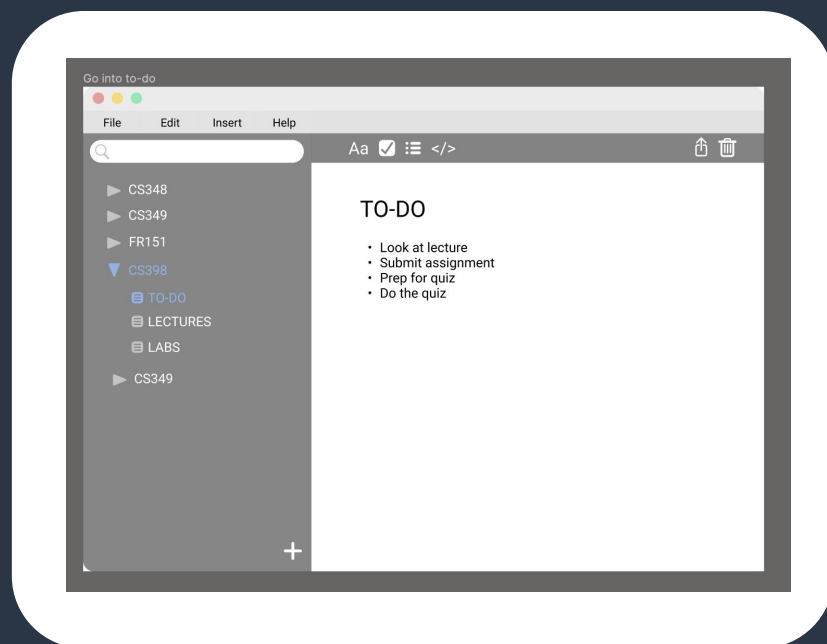 Go into to-do
File Edit Insert Help
Aa </>
CS348
CS349
FR151
CS398
TO-DO
LECTURES
LABS
CS349
TO-DO
• Look at lecture
• Submit assignment
• Prep for quiz
• Do the quiz